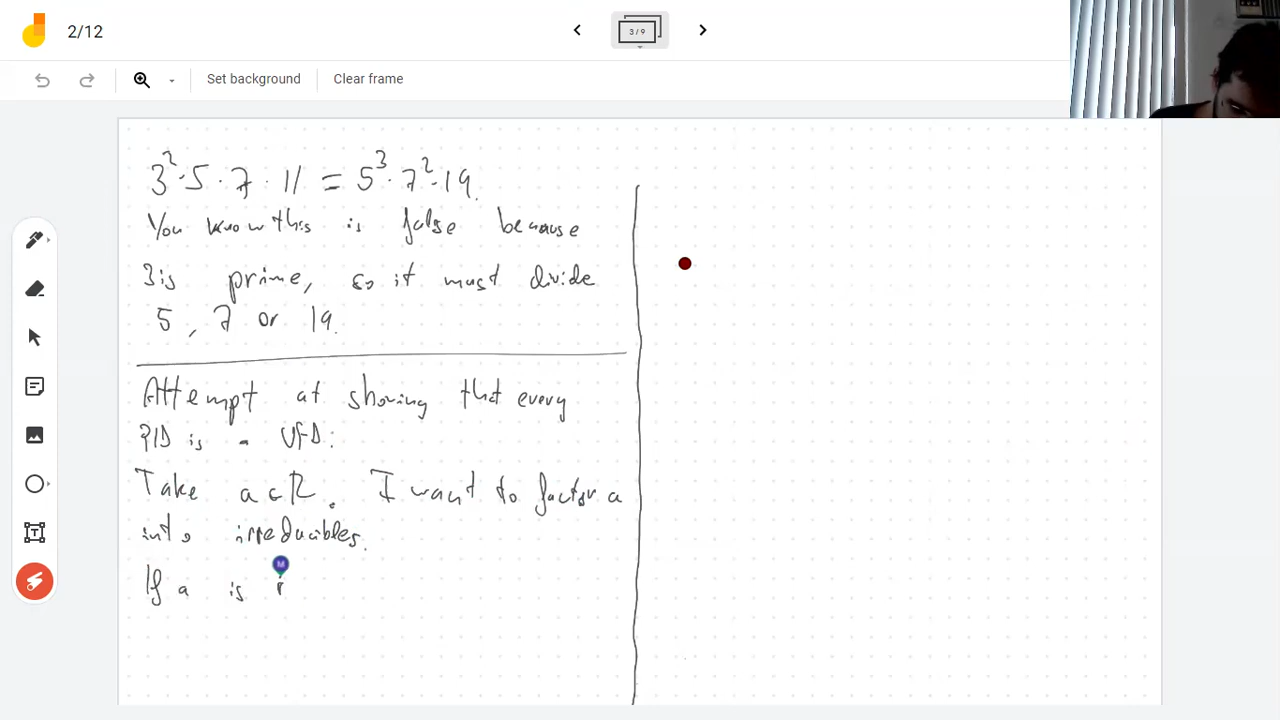 2/12
3 / 9
Set background
Clear frame
3² · 5 · 7 · 11 = 5³ · 7² · 19.
You know this is false because
3 is prime, so it must divide
5, 7 or 19.
Attempt at showing that every
PID is a UFD:
Take a ∈ R. I want to factor a
into irreducibles.
M
If a is i